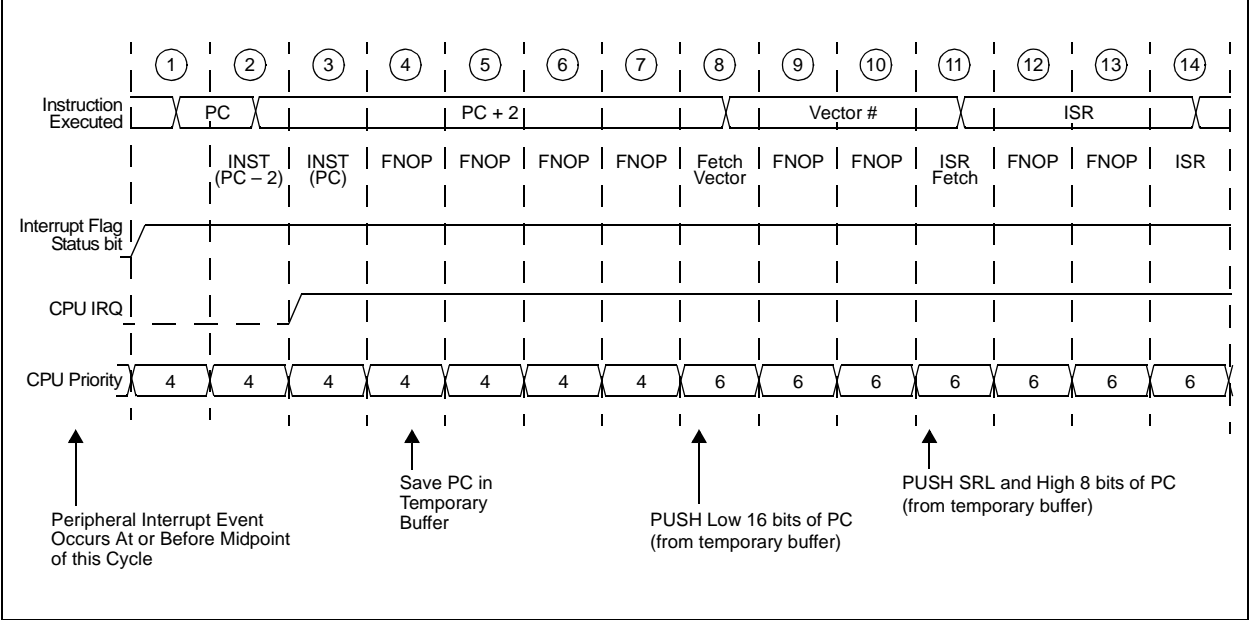 1 2 3 4 5 6 7 8 9 10 11 12 13 14
Instruction
Executed
PC PC + 2 Vector # ISR
INST
(PC – 2)
INST
(PC)
FNOP FNOP FNOP FNOP
Fetch
Vector
FNOP FNOP
ISR
Fetch
FNOP FNOP ISR
Interrupt Flag
Status bit
CPU IRQ
CPU Priority 4 4 4 4 4 4 4 6 6 6 6 6 6 6
Peripheral Interrupt Event
Occurs At or Before Midpoint
of this Cycle
Save PC in
Temporary
Buffer
PUSH Low 16 bits of PC
(from temporary buffer)
PUSH SRL and High 8 bits of PC
(from temporary buffer)